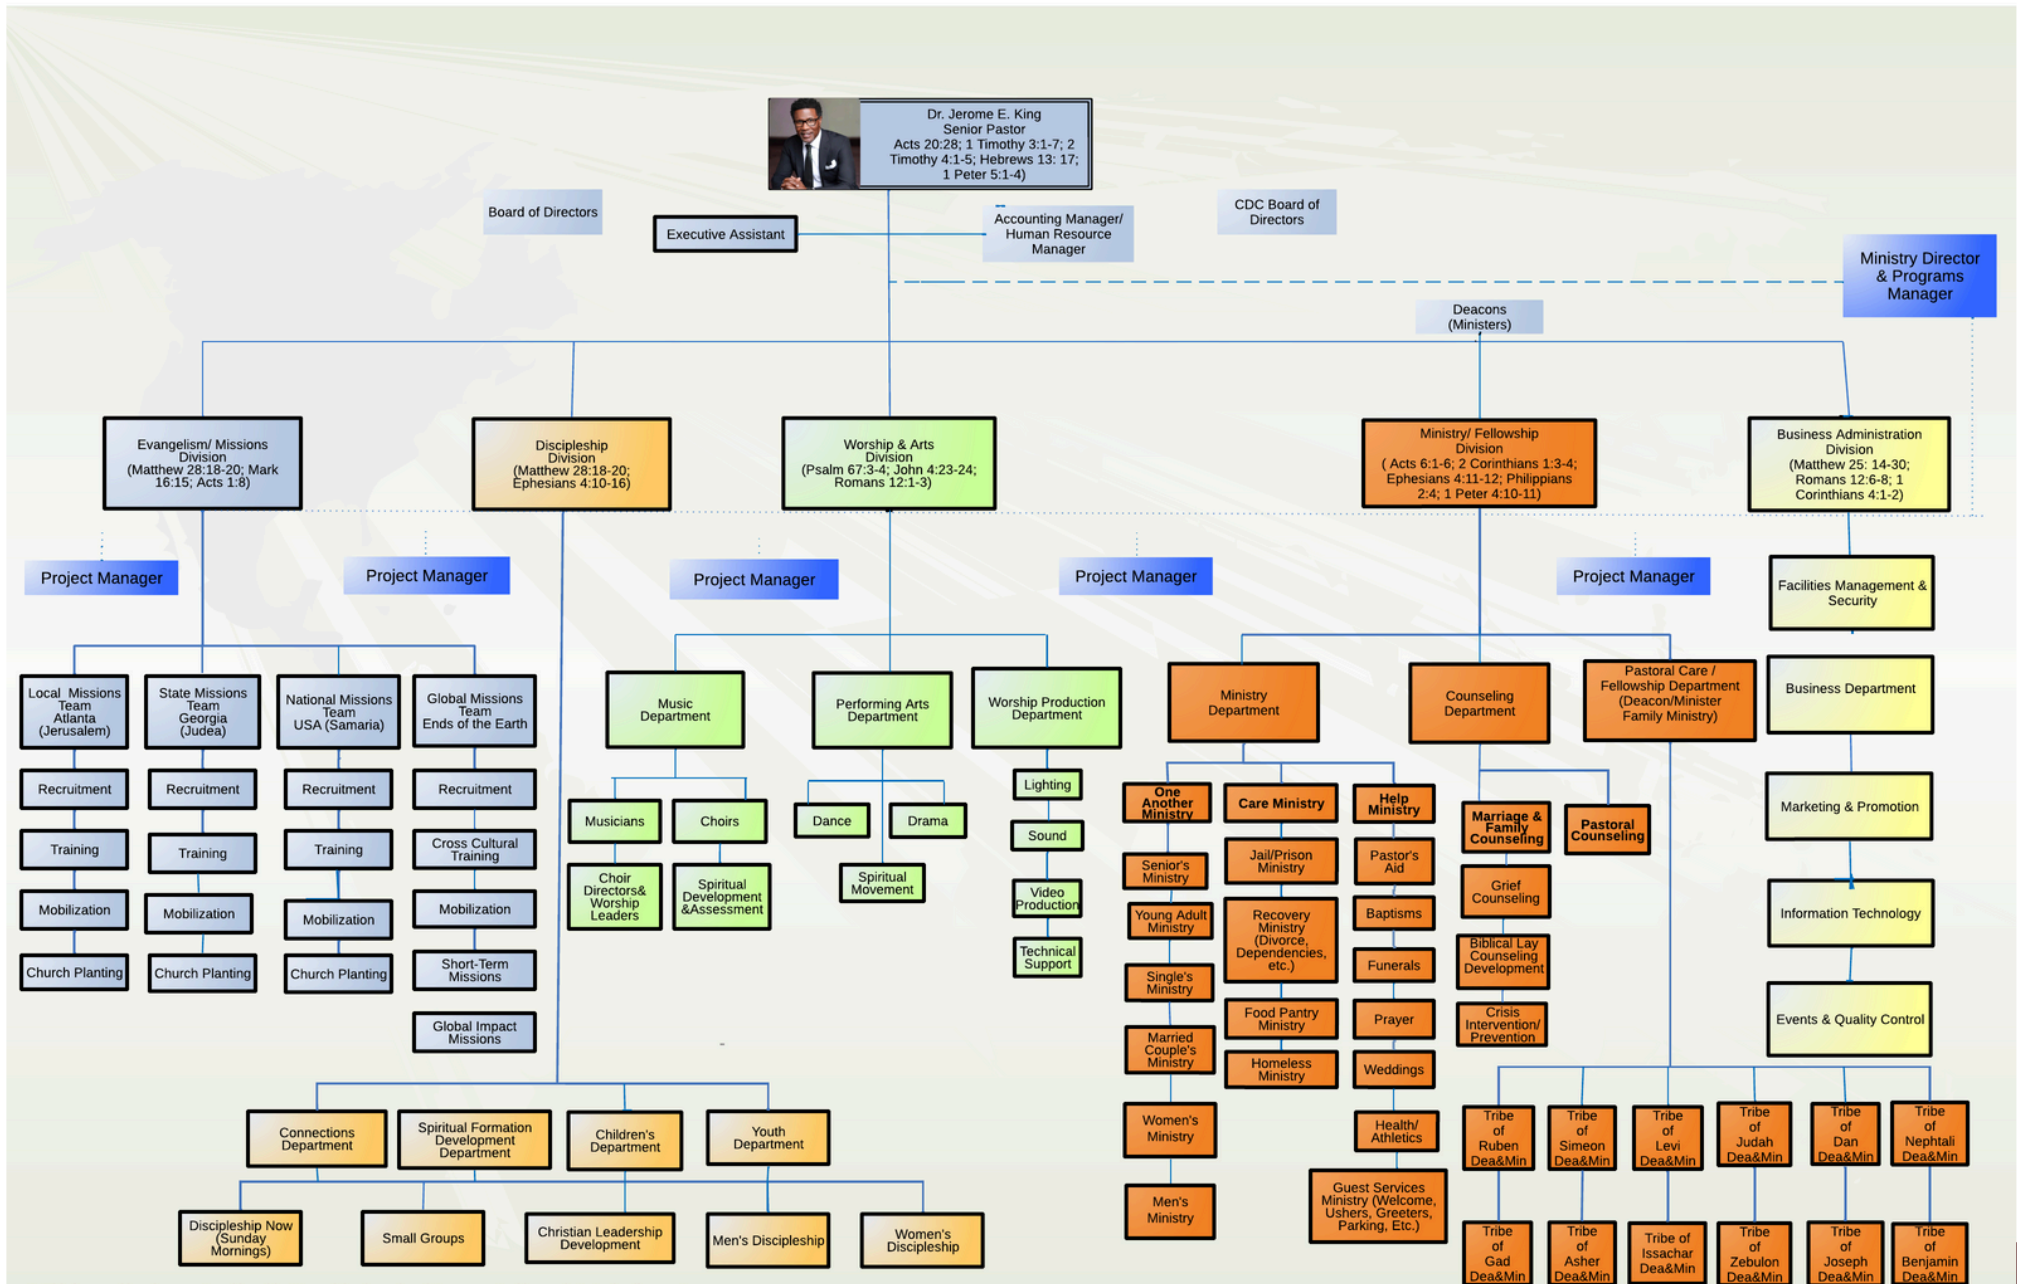 Dr. Jerome E. King
Senior Pastor
Acts 20:28; 1 Timothy 3:1-7; 2
Timothy 4:1-5; Hebrews 13: 17;
1 Peter 5:1-4)
Board of Directors
Executive Assistant
Accounting Manager/
Human Resource
Manager
CDC Board of
Directors
Ministry Director
& Programs
Manager
Deacons
(Ministers)
Evangelism/ Missions
Division
(Matthew 28:18-20; Mark
16:15; Acts 1:8)
Discipleship
Division
(Matthew 28:18-20;
Ephesians 4:10-16)
Worship & Arts
Division
(Psalm 67:3-4; John 4:23-24;
Romans 12:1-3)
Ministry/ Fellowship
Division
( Acts 6:1-6; 2 Corinthians 1:3-4;
Ephesians 4:11-12; Philippians
2:4; 1 Peter 4:10-11)
Business Administration
Division
(Matthew 25: 14-30;
Romans 12:6-8; 1
Corinthians 4:1-2)
Project Manager
Project Manager
Project Manager
Project Manager
Project Manager
Facilities Management &
Security
Business Department
Marketing & Promotion
Information Technology
Events & Quality Control
Local Missions
Team
Atlanta
(Jerusalem)
Recruitment
Training
Mobilization
Church Planting
State Missions
Team
Georgia
(Judea)
Recruitment
Training
Mobilization
Church Planting
National Missions
Team
USA (Samaria)
Recruitment
Training
Mobilization
Church Planting
Global Missions
Team
Ends of the Earth
Recruitment
Cross Cultural
Training
Mobilization
Short-Term
Missions
Global Impact
Missions
Music
Department
Musicians
Choir
Directors&
Worship
Leaders
Choirs
Spiritual
Development
&Assessment
Performing Arts
Department
Dance
Drama
Spiritual
Movement
Worship Production
Department
Lighting
Sound
Video
Production
Technical
Support
Ministry
Department
One
Another
Ministry
Senior's
Ministry
Young Adult
Ministry
Single's
Ministry
Married
Couple's
Ministry
Women's
Ministry
Men's
Ministry
Care Ministry
Jail/Prison
Ministry
Recovery
Ministry
(Divorce,
Dependencies,
etc.)
Food Pantry
Ministry
Homeless
Ministry
Help
Ministry
Pastor's
Aid
Baptisms
Funerals
Prayer
Weddings
Health/
Athletics
Guest Services
Ministry (Welcome,
Ushers, Greeters,
Parking, Etc.)
Counseling
Department
Marriage &
Family
Counseling
Grief
Counseling
Biblical Lay
Counseling
Development
Crisis
Intervention/
Prevention
Pastoral
Counseling
Pastoral Care /
Fellowship Department
(Deacon/Minister
Family Ministry)
Tribe
of
Ruben
Dea&Min
Tribe
of
Simeon
Dea&Min
Tribe
of
Levi
Dea&Min
Tribe
of
Judah
Dea&Min
Tribe
of
Dan
Dea&Min
Tribe
of
Nephtali
Dea&Min
Tribe
of
Gad
Dea&Min
Tribe
of
Asher
Dea&Min
Tribe of
Issachar
Dea&Min
Tribe
of
Zebulon
Dea&Min
Tribe
of
Joseph
Dea&Min
Tribe
of
Benjamin
Dea&Min
Connections
Department
Spiritual Formation
Development
Department
Children's
Department
Youth
Department
Discipleship Now
(Sunday
Mornings)
Small Groups
Christian Leadership
Development
Men's Discipleship
Women's
Discipleship